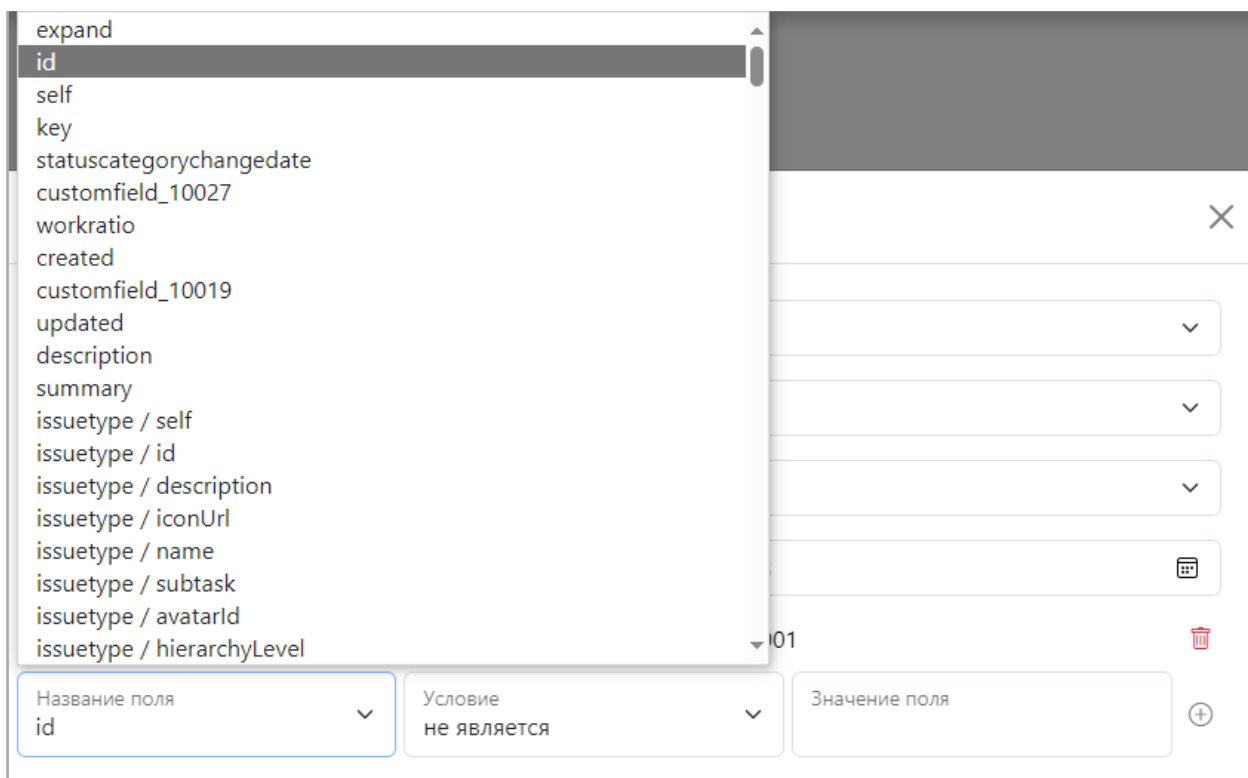 expand
id
self
key
statuscategorychangedate
customfield_10027
workratio
created
customfield_10019
updated
description
summary
issuetype / self
issuetype / id
issuetype / description
issuetype / iconUrl
issuetype / name
issuetype / subtask
issuetype / avatarId
issuetype / hierarchyLevel
001
Название поля
id
Условие
не является
Значение поля